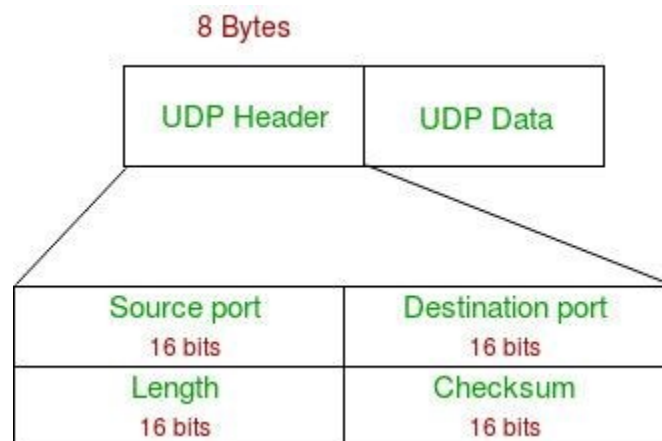 8 Bytes
UDP Header
UDP Data
Source port
16 bits
Destination port
16 bits
Length
16 bits
Checksum
16 bits